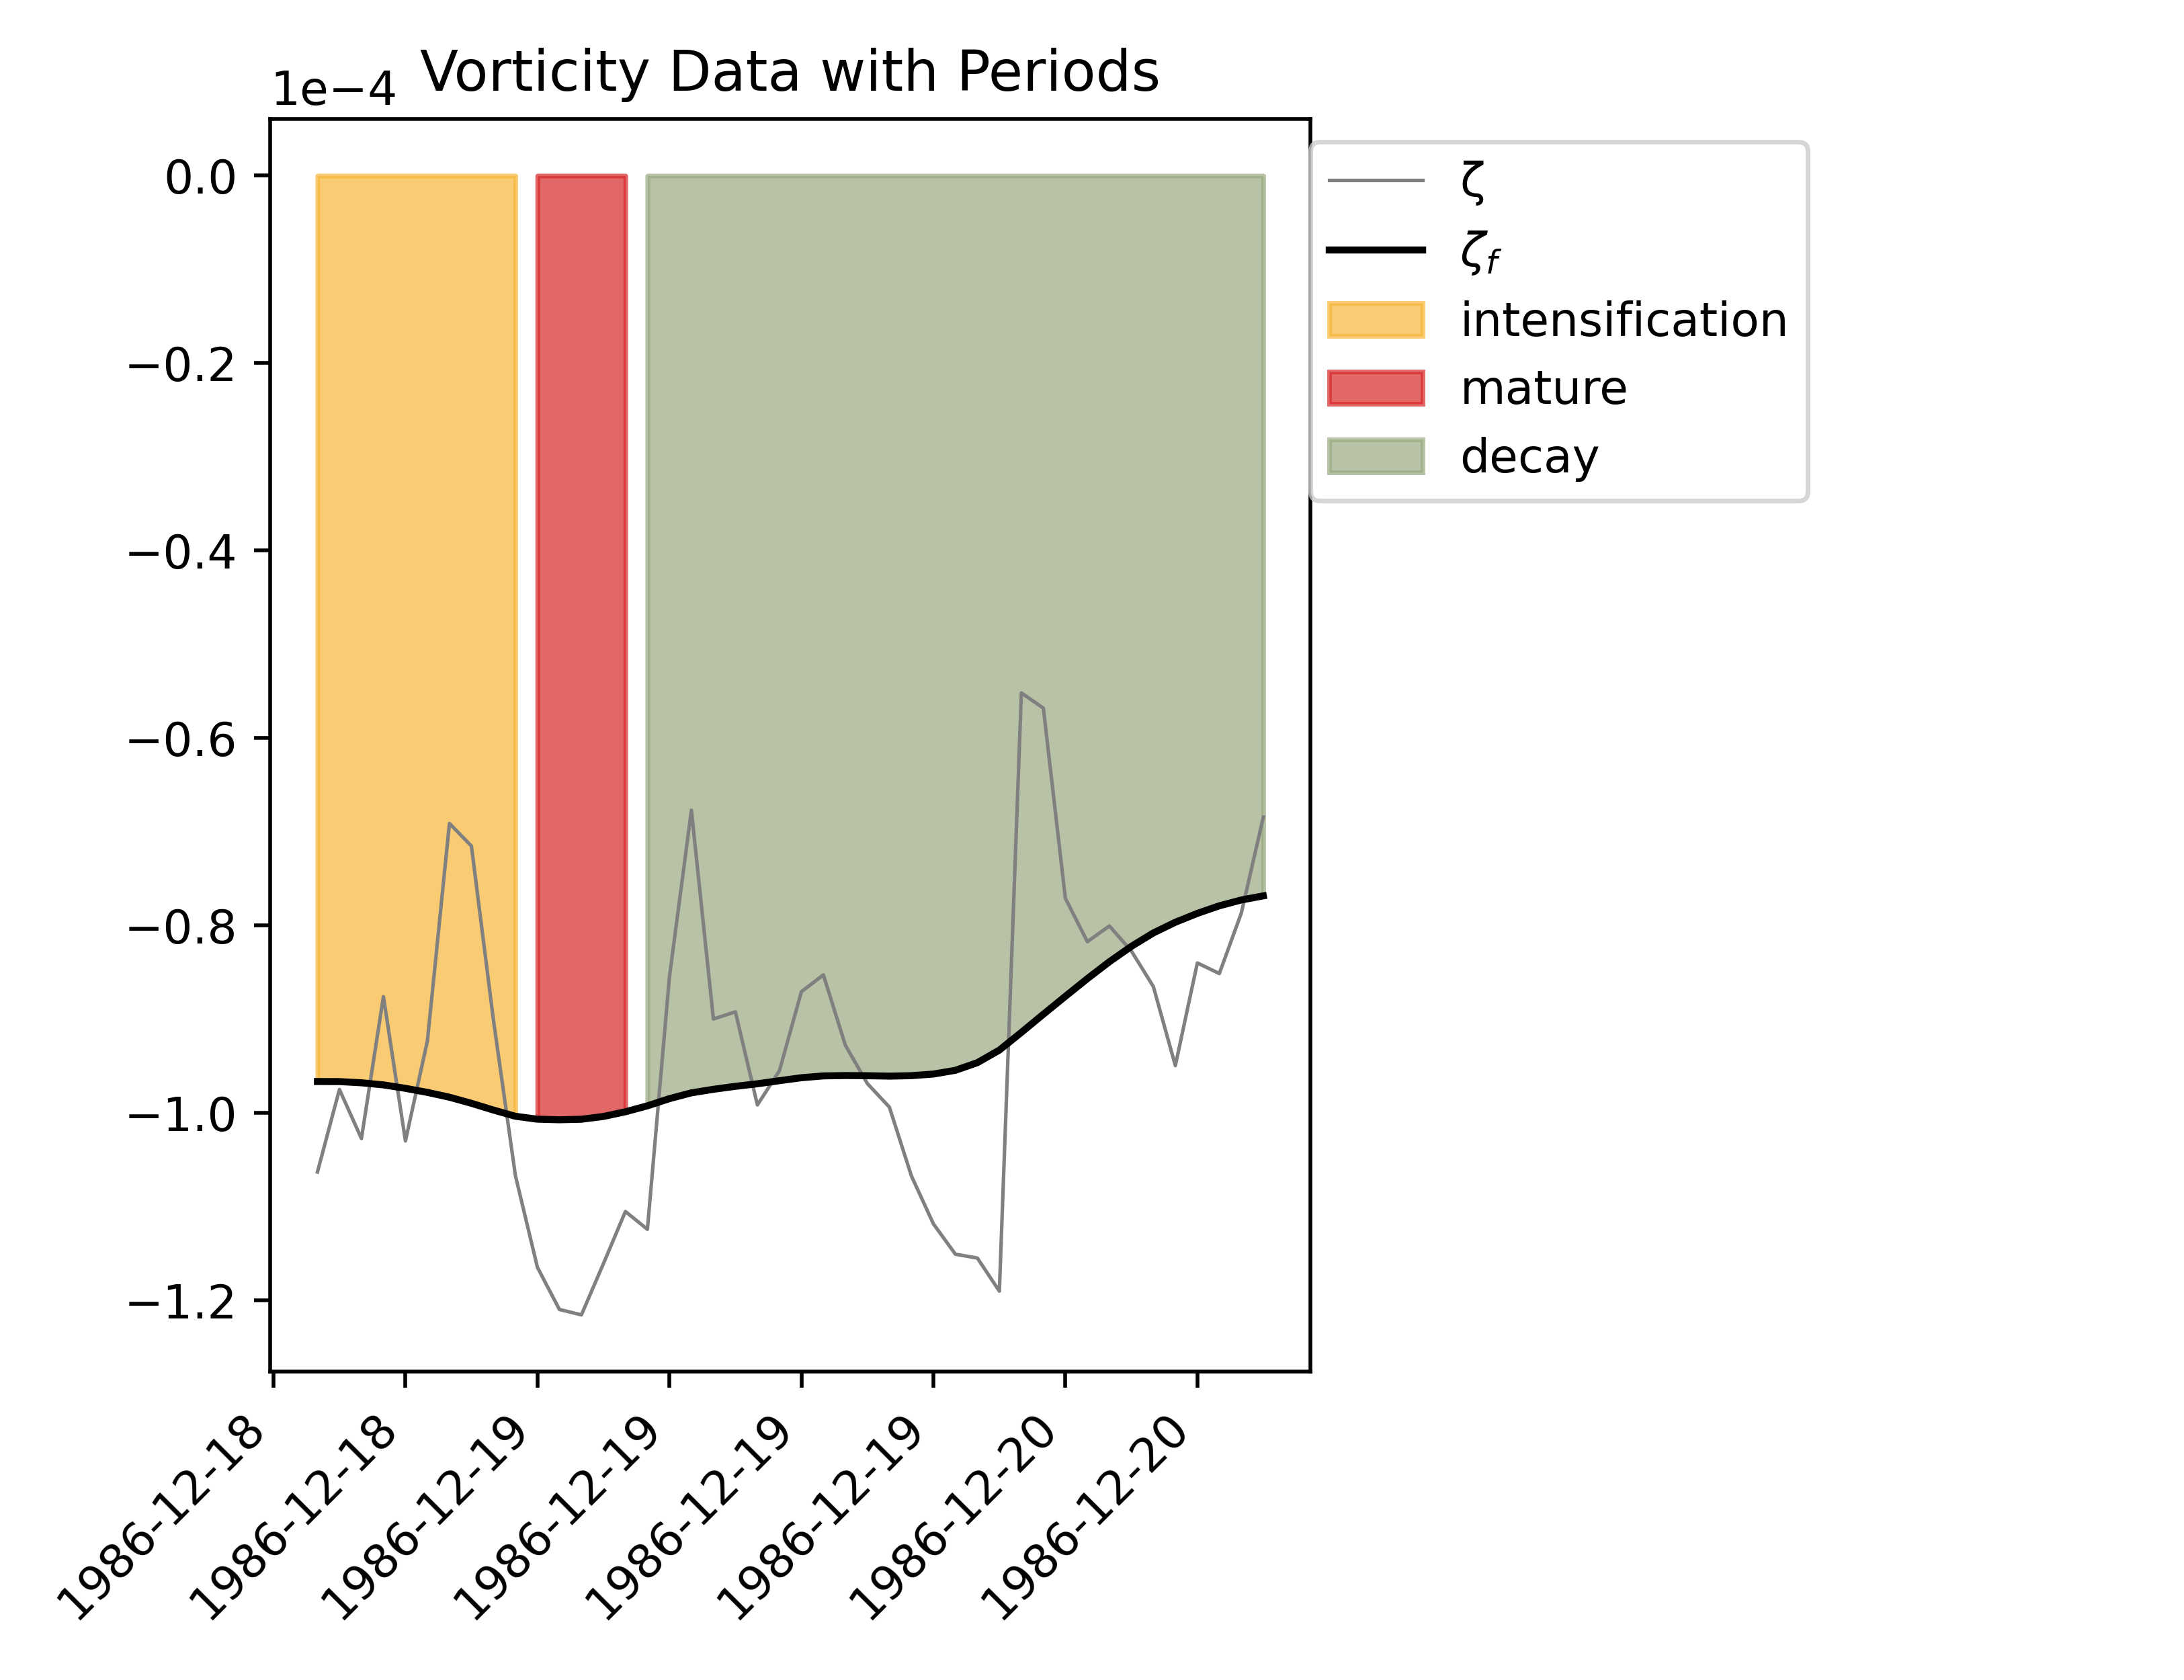 Vorticity Data with Periods
1e−4
0.0
−0.2
−0.4
−0.6
−0.8
−1.0
−1.2
1986-12-18
1986-12-18
1986-12-19
1986-12-19
1986-12-19
1986-12-19
1986-12-20
1986-12-20
ζ
ζf
intensification
mature
decay